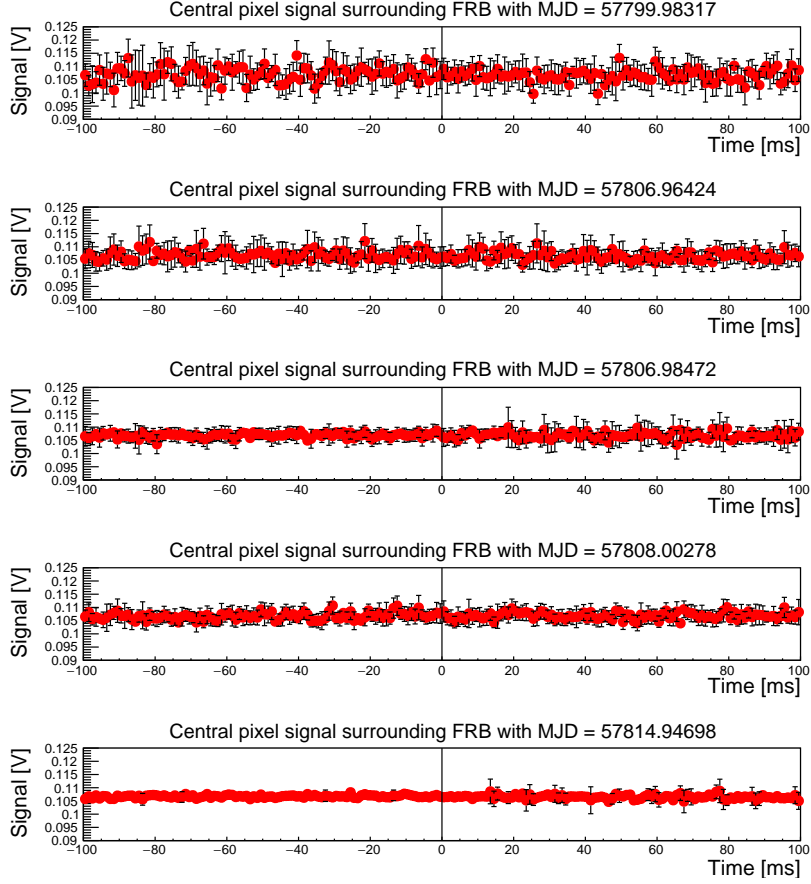 Central pixel signal surrounding FRB with MJD = 57799.98317
Signal [V]
0.125
0.12
0.115
0.11
0.105
0.1
0.095
0.09
−100 −80 −60 −40 −20 0 20 40 60 80 100
Time [ms]
Central pixel signal surrounding FRB with MJD = 57806.96424
Signal [V]
0.125
0.12
0.115
0.11
0.105
0.1
0.095
0.09
−100 −80 −60 −40 −20 0 20 40 60 80 100
Time [ms]
Central pixel signal surrounding FRB with MJD = 57806.98472
Signal [V]
0.125
0.12
0.115
0.11
0.105
0.1
0.095
0.09
−100 −80 −60 −40 −20 0 20 40 60 80 100
Time [ms]
Central pixel signal surrounding FRB with MJD = 57808.00278
Signal [V]
0.125
0.12
0.115
0.11
0.105
0.1
0.095
0.09
−100 −80 −60 −40 −20 0 20 40 60 80 100
Time [ms]
Central pixel signal surrounding FRB with MJD = 57814.94698
Signal [V]
0.125
0.12
0.115
0.11
0.105
0.1
0.095
0.09
−100 −80 −60 −40 −20 0 20 40 60 80 100
Time [ms]